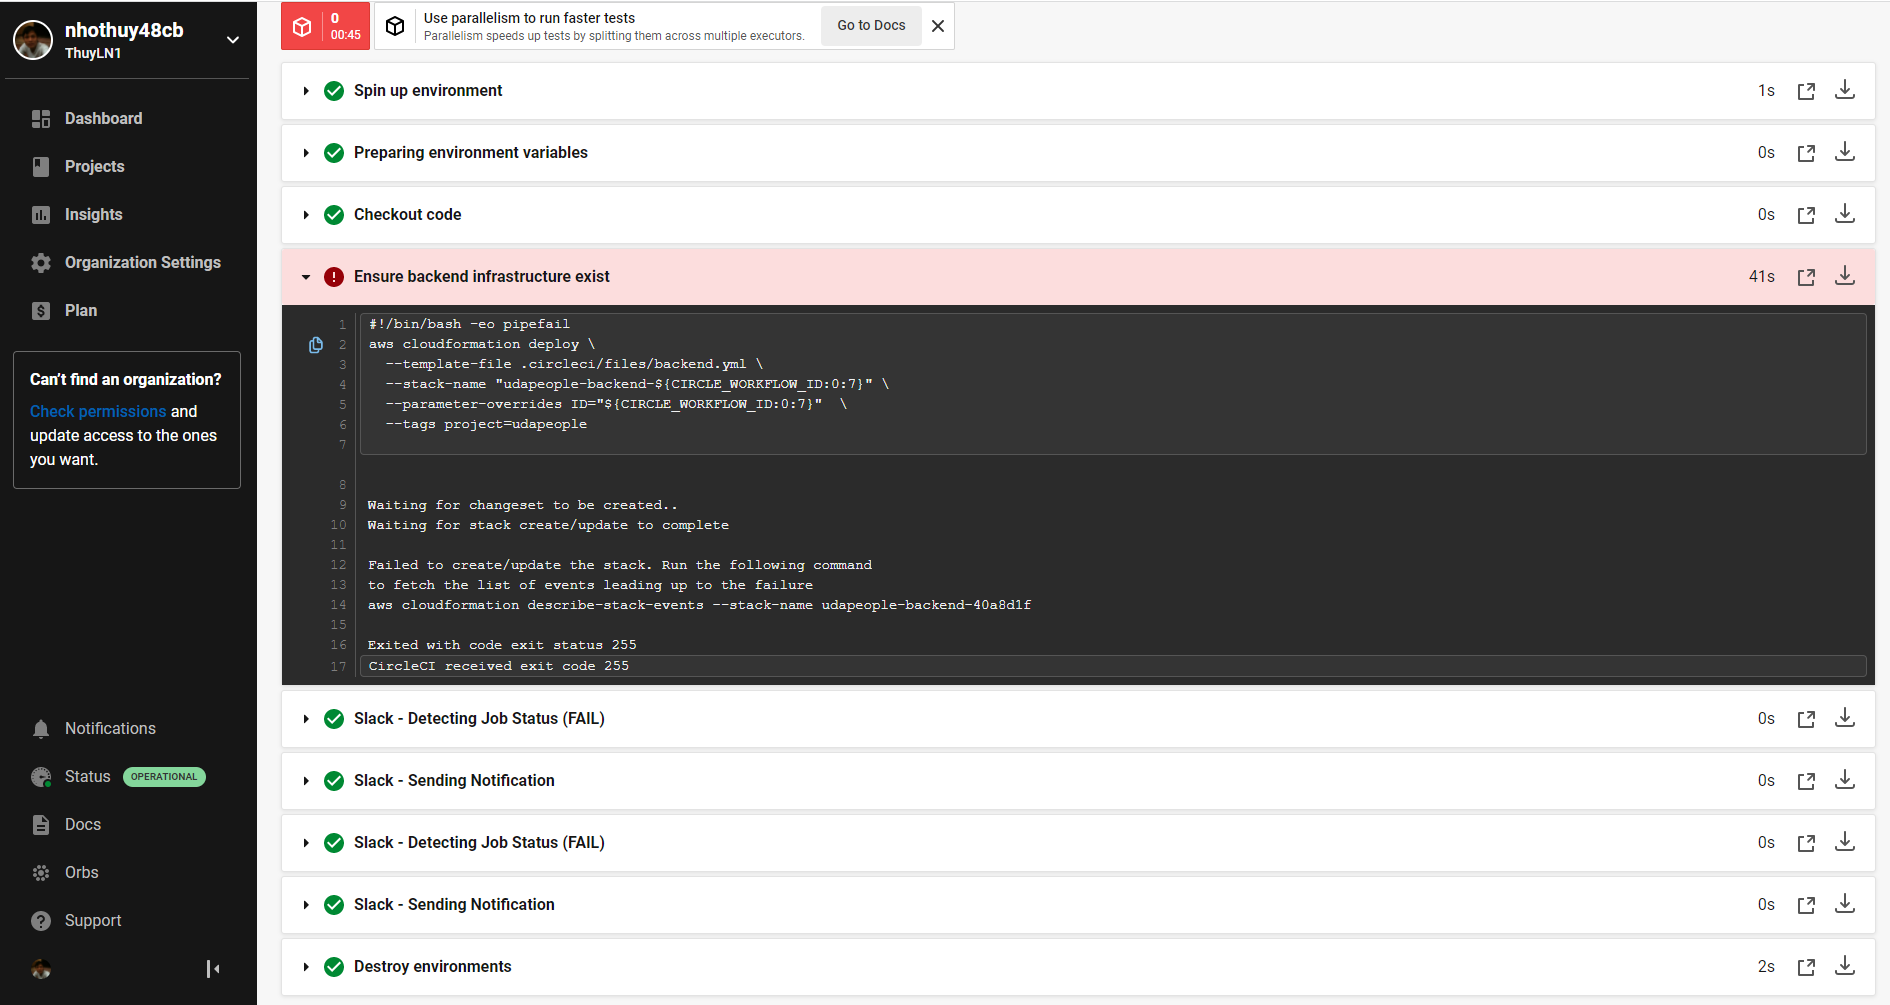 nhothuy48cb
ThuyLN1
Dashboard
Projects
Insights
Organization Settings
Plan
Can't find an organization?
Check permissions and
update access to the ones
you want.
Notifications
Status OPERATIONAL
Docs
Orbs
Support
0
00:45
Use parallelism to run faster tests
Parallelism speeds up tests by splitting them across multiple executors.
Go to Docs
Spin up environment 1s
Preparing environment variables 0s
Checkout code 0s
Ensure backend infrastructure exist 41s
1 #!/bin/bash -eo pipefail
2 aws cloudformation deploy \
3 --template-file .circleci/files/backend.yml \
4 --stack-name "udapeople-backend-${CIRCLE_WORKFLOW_ID:0:7}" \
5 --parameter-overrides ID="${CIRCLE_WORKFLOW_ID:0:7}" \
6 --tags project=udapeople
7
8
9 Waiting for changeset to be created..
10 Waiting for stack create/update to complete
11
12 Failed to create/update the stack. Run the following command
13 to fetch the list of events leading up to the failure
14 aws cloudformation describe-stack-events --stack-name udapeople-backend-40a8d1f
15
16 Exited with code exit status 255
17 CircleCI received exit code 255
Slack - Detecting Job Status (FAIL) 0s
Slack - Sending Notification 0s
Slack - Detecting Job Status (FAIL) 0s
Slack - Sending Notification 0s
Destroy environments 2s